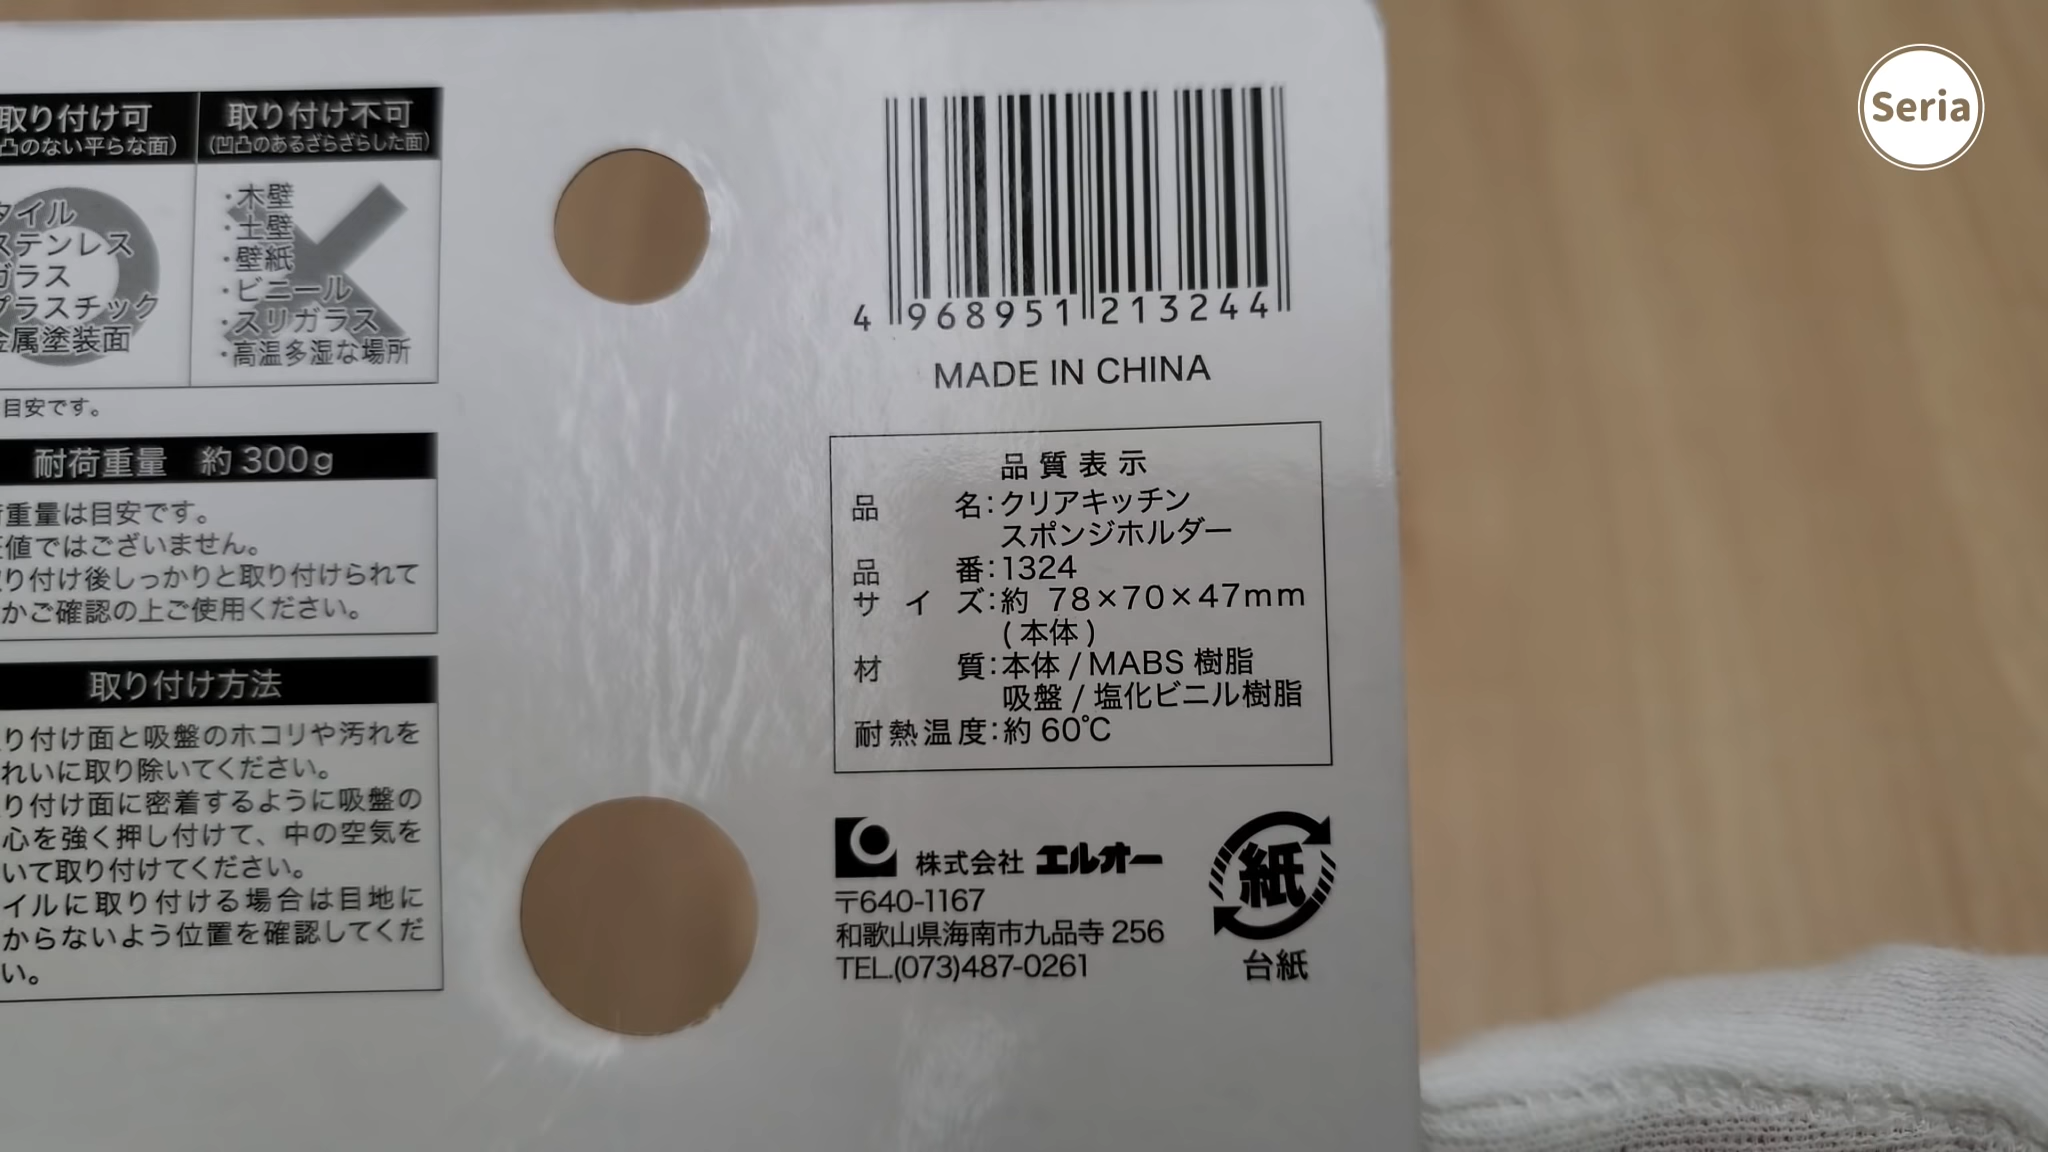 取り付け可
凸のない平らな面）
タイル
ステンレス
ガラス
プラスチック
金属塗装面
取り付け不可
（凹凸のあるざらざらした面）
・木壁
・土壁
・壁紙
・ビニール
・スリガラス
・高温多湿な場所
目安です。
耐荷重量 約300g
重量は目安です。
値ではございません。
り付け後しっかりと取り付けられて
かご確認の上ご使用ください。
取り付け方法
り付け面と吸盤のホコリや汚れを
れいに取り除いてください。
り付け面に密着するように吸盤の
心を強く押し付けて、中の空気を
いて取り付けてください。
イルに取り付ける場合は目地に
からないよう位置を確認してくだ
い。
4 968951 213244
MADE IN CHINA
品質表示
品名：クリアキッチン
スポンジホルダー
品番：1324
サイズ：約 78×70×47mm
(本体)
材質：本体 / MABS 樹脂
吸盤 / 塩化ビニル樹脂
耐熱温度：約 60℃
株式会社 エルオー
〒640-1167
和歌山県海南市九品寺 256
TEL.(073)487-0261
紙
台紙
Seria